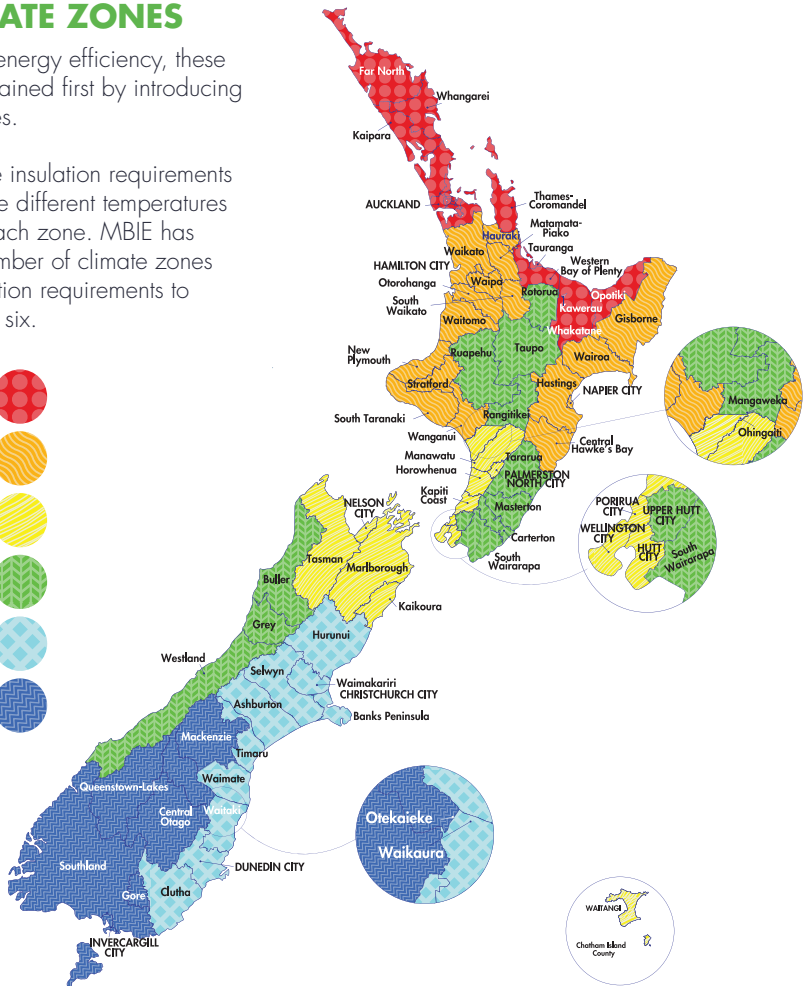 ATE ZONES
energy efficiency, these
ained first by introducing
es.
e insulation requirements
e different temperatures
ach zone. MBIE has
mber of climate zones
tion requirements to
six.
Far North
Whangarei
Kaipara
AUCKLAND
Thames-
Coromandel
Hauraki
Matamata-
Piako
Waikato
Tauranga
HAMILTON CITY
Western
Bay of Plenty
Otorohanga
Waipa
Rotorua
South
Waikato
Opotiki
Kawerau
Waitomo
Gisborne
Whakatane
New
Plymouth
Ruapehu
Taupo
Wairoa
Stratford
Hastings
NAPIER CITY
South Taranaki
Rangitikei
Wanganui
Central
Hawke's Bay
Manawatu
Tararua
Horowhenua
PALMERSTON
NORTH CITY
Kapiti
Coast
Masterton
Carterton
South
Wairarapa
Mangaweka
Ohingaiti
PORIRUA
CITY
UPPER HUTT
CITY
WELLINGTON
CITY
HUTT
CITY
South
Wairarapa
NELSON
CITY
Tasman
Marlborough
Buller
Kaikoura
Grey
Hurunui
Westland
Selwyn
Waimakariri
CHRISTCHURCH CITY
Ashburton
Banks Peninsula
Mackenzie
Timaru
Waimate
Queenstown-Lakes
Central
Otago
Waitaki
Otekaieke
Waikaura
Southland
DUNEDIN CITY
Gore
Clutha
INVERCARGILL
CITY
WAITANGI
Chatham Island
County